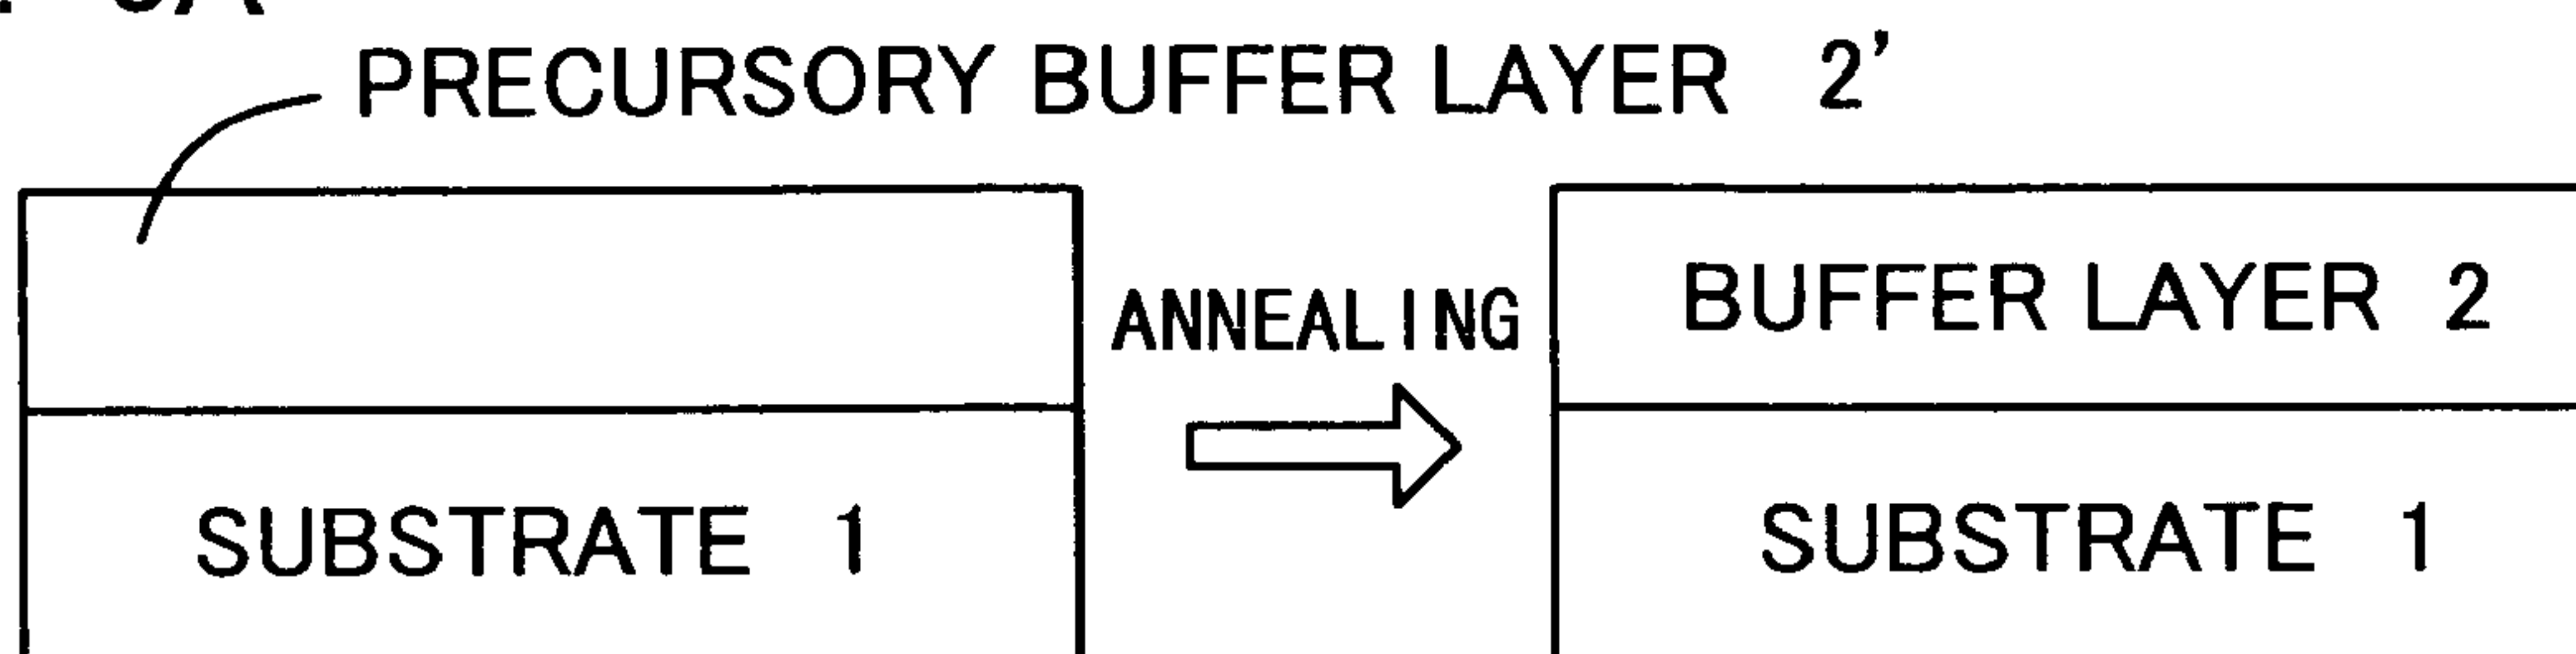 PRECURSORY BUFFER LAYER 2'
ANNEALING
BUFFER LAYER 2
SUBSTRATE 1
SUBSTRATE 1